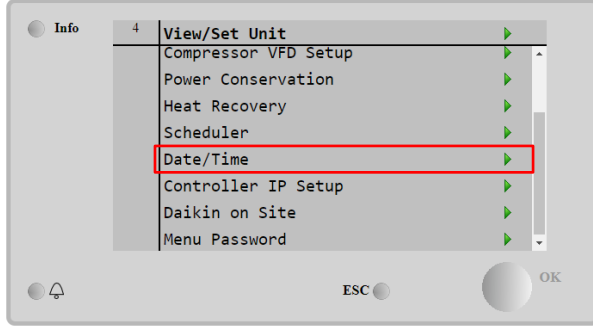 Info
4 View/Set Unit
Compressor VFD Setup
Power Conservation
Heat Recovery
Scheduler
Date/Time
Controller IP Setup
Daikin on Site
Menu Password
OK
ESC